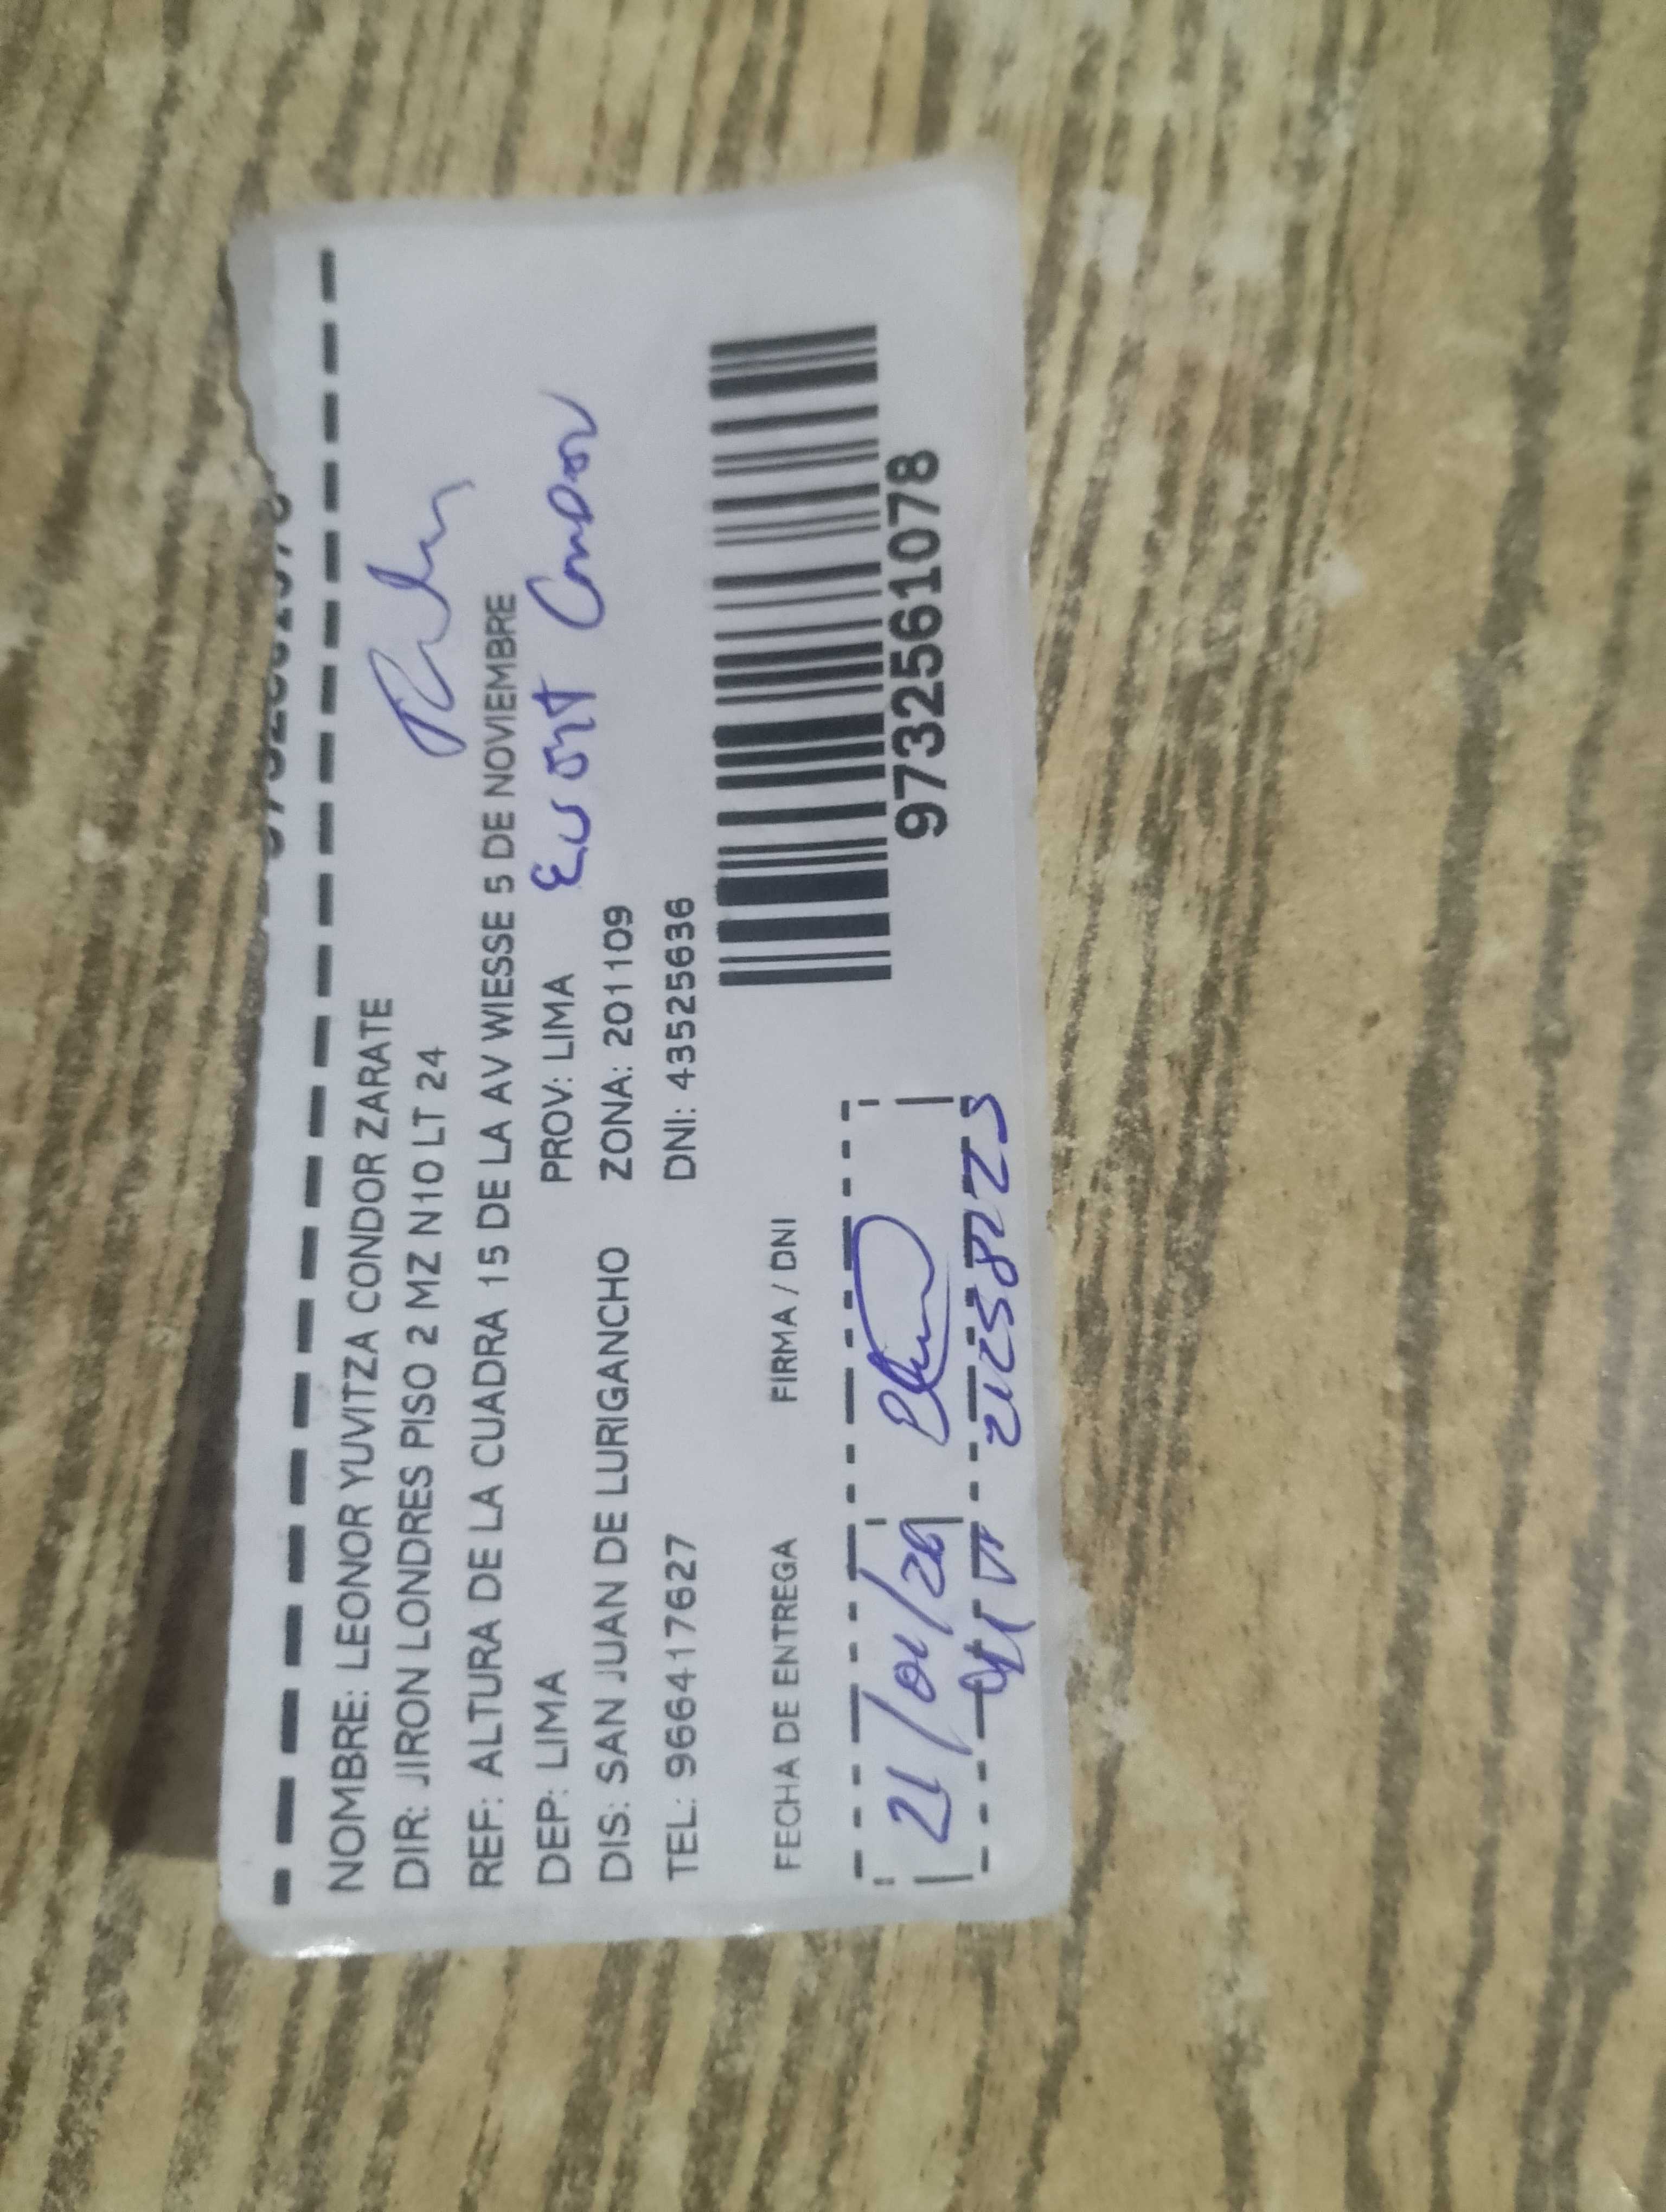 NOMBRE: LEONOR YUVITZA CONDOR ZARATE
DIR: JIRON LONDRES PISO 2 MZ N10 LT 24
REF: ALTURA DE LA CUADRA 15 DE LA AV WIESSE 5 DE NOVIEMBRE
DEP: LIMA PROV: LIMA
DIS: SAN JUAN DE LURIGANCHO ZONA: 201109
TEL: 966417627 DNI: 43525636
Condor
FECHA DE ENTREGA FIRMA / DNI
21/01/26
9732561078